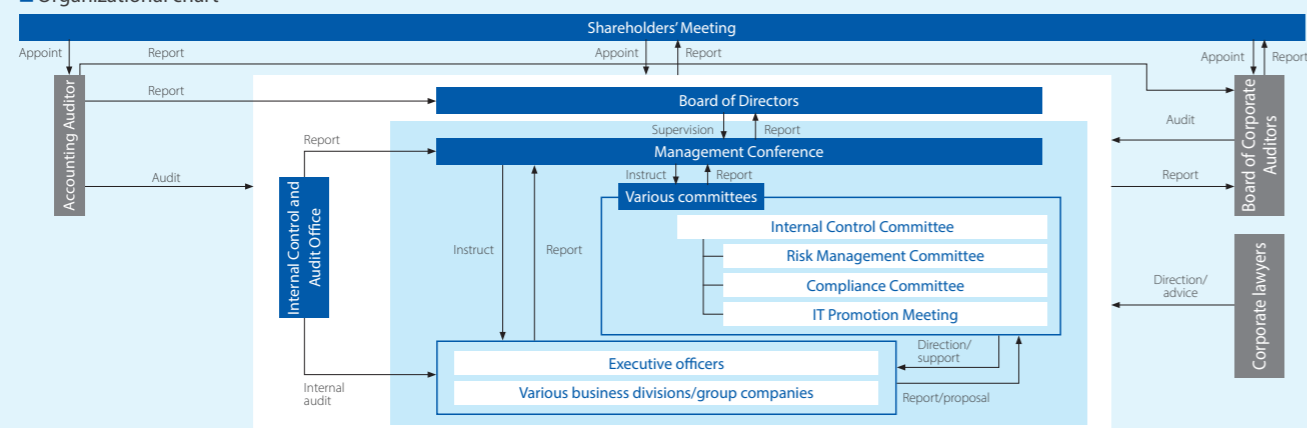 ■ Organizational chart
Shareholders' Meeting
Appoint
Report
Appoint
Report
Appoint
Report
Accounting Auditor
Report
Board of Directors
Supervision
Report
Audit
Board of Corporate
Auditors
Report
Management Conference
Audit
Instruct
Report
Report
Internal Control and
Audit Office
Various committees
Internal Control Committee
Instruct
Report
Risk Management Committee
Compliance Committee
IT Promotion Meeting
Direction/
advice
Corporate lawyers
Direction/
support
Executive officers
Internal
audit
Various business divisions/group companies
Report/proposal